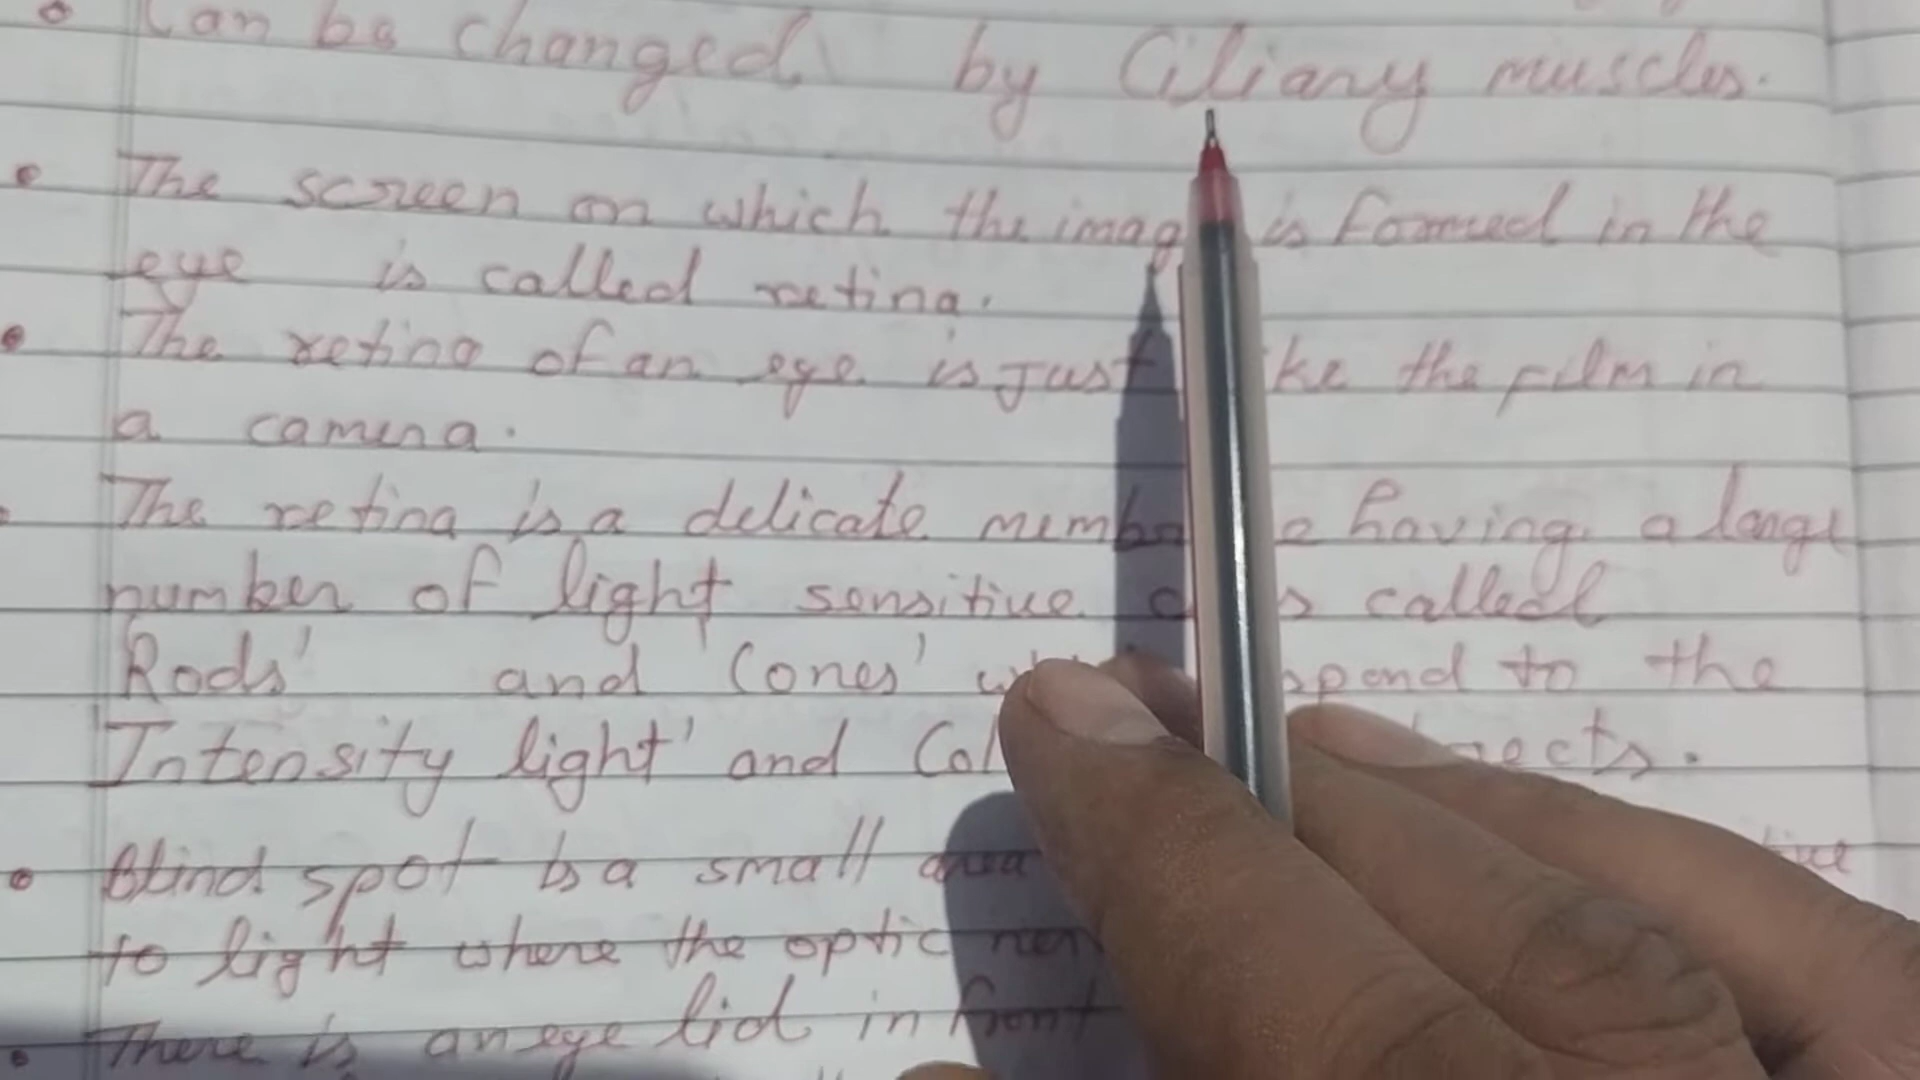 Can be changed by Ciliary muscles.
The screen on which the imag is formed in the
eye is called retina.
The retina of an eye is just ke the film in
a camera.
The retina is a delicate memb e having a large
number of light sensitive called
Rods' and 'Cones' spond to the
Intensity light' and Col
Blind spot is a small area
to light where the optic
There is an eye lid in front